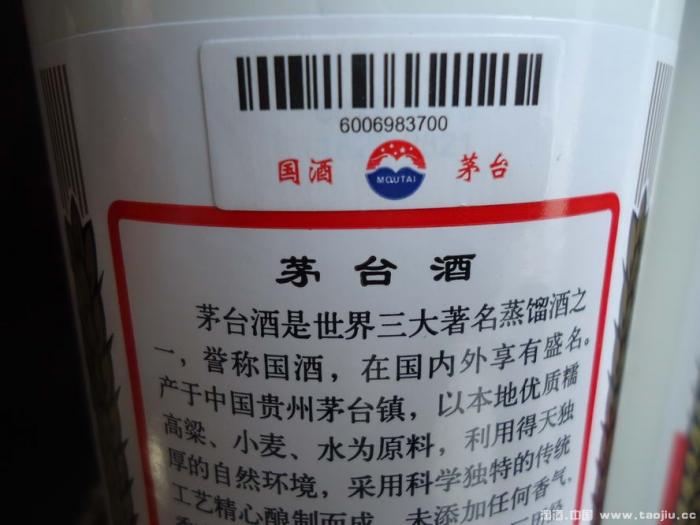 6006983700
国酒 MOUTAI 茅台
茅台酒
茅台酒是世界三大著名蒸馏酒之
一，誉称国酒，在国内外享有盛名。
产于中国贵州茅台镇，以本地优质糯
高粱、小麦、水为原料，利用得天独
厚的自然环境，采用科学独特的传统
工艺精心酿制而成，未添加任何香气、
淘酒.中国 www.taojiu.cc